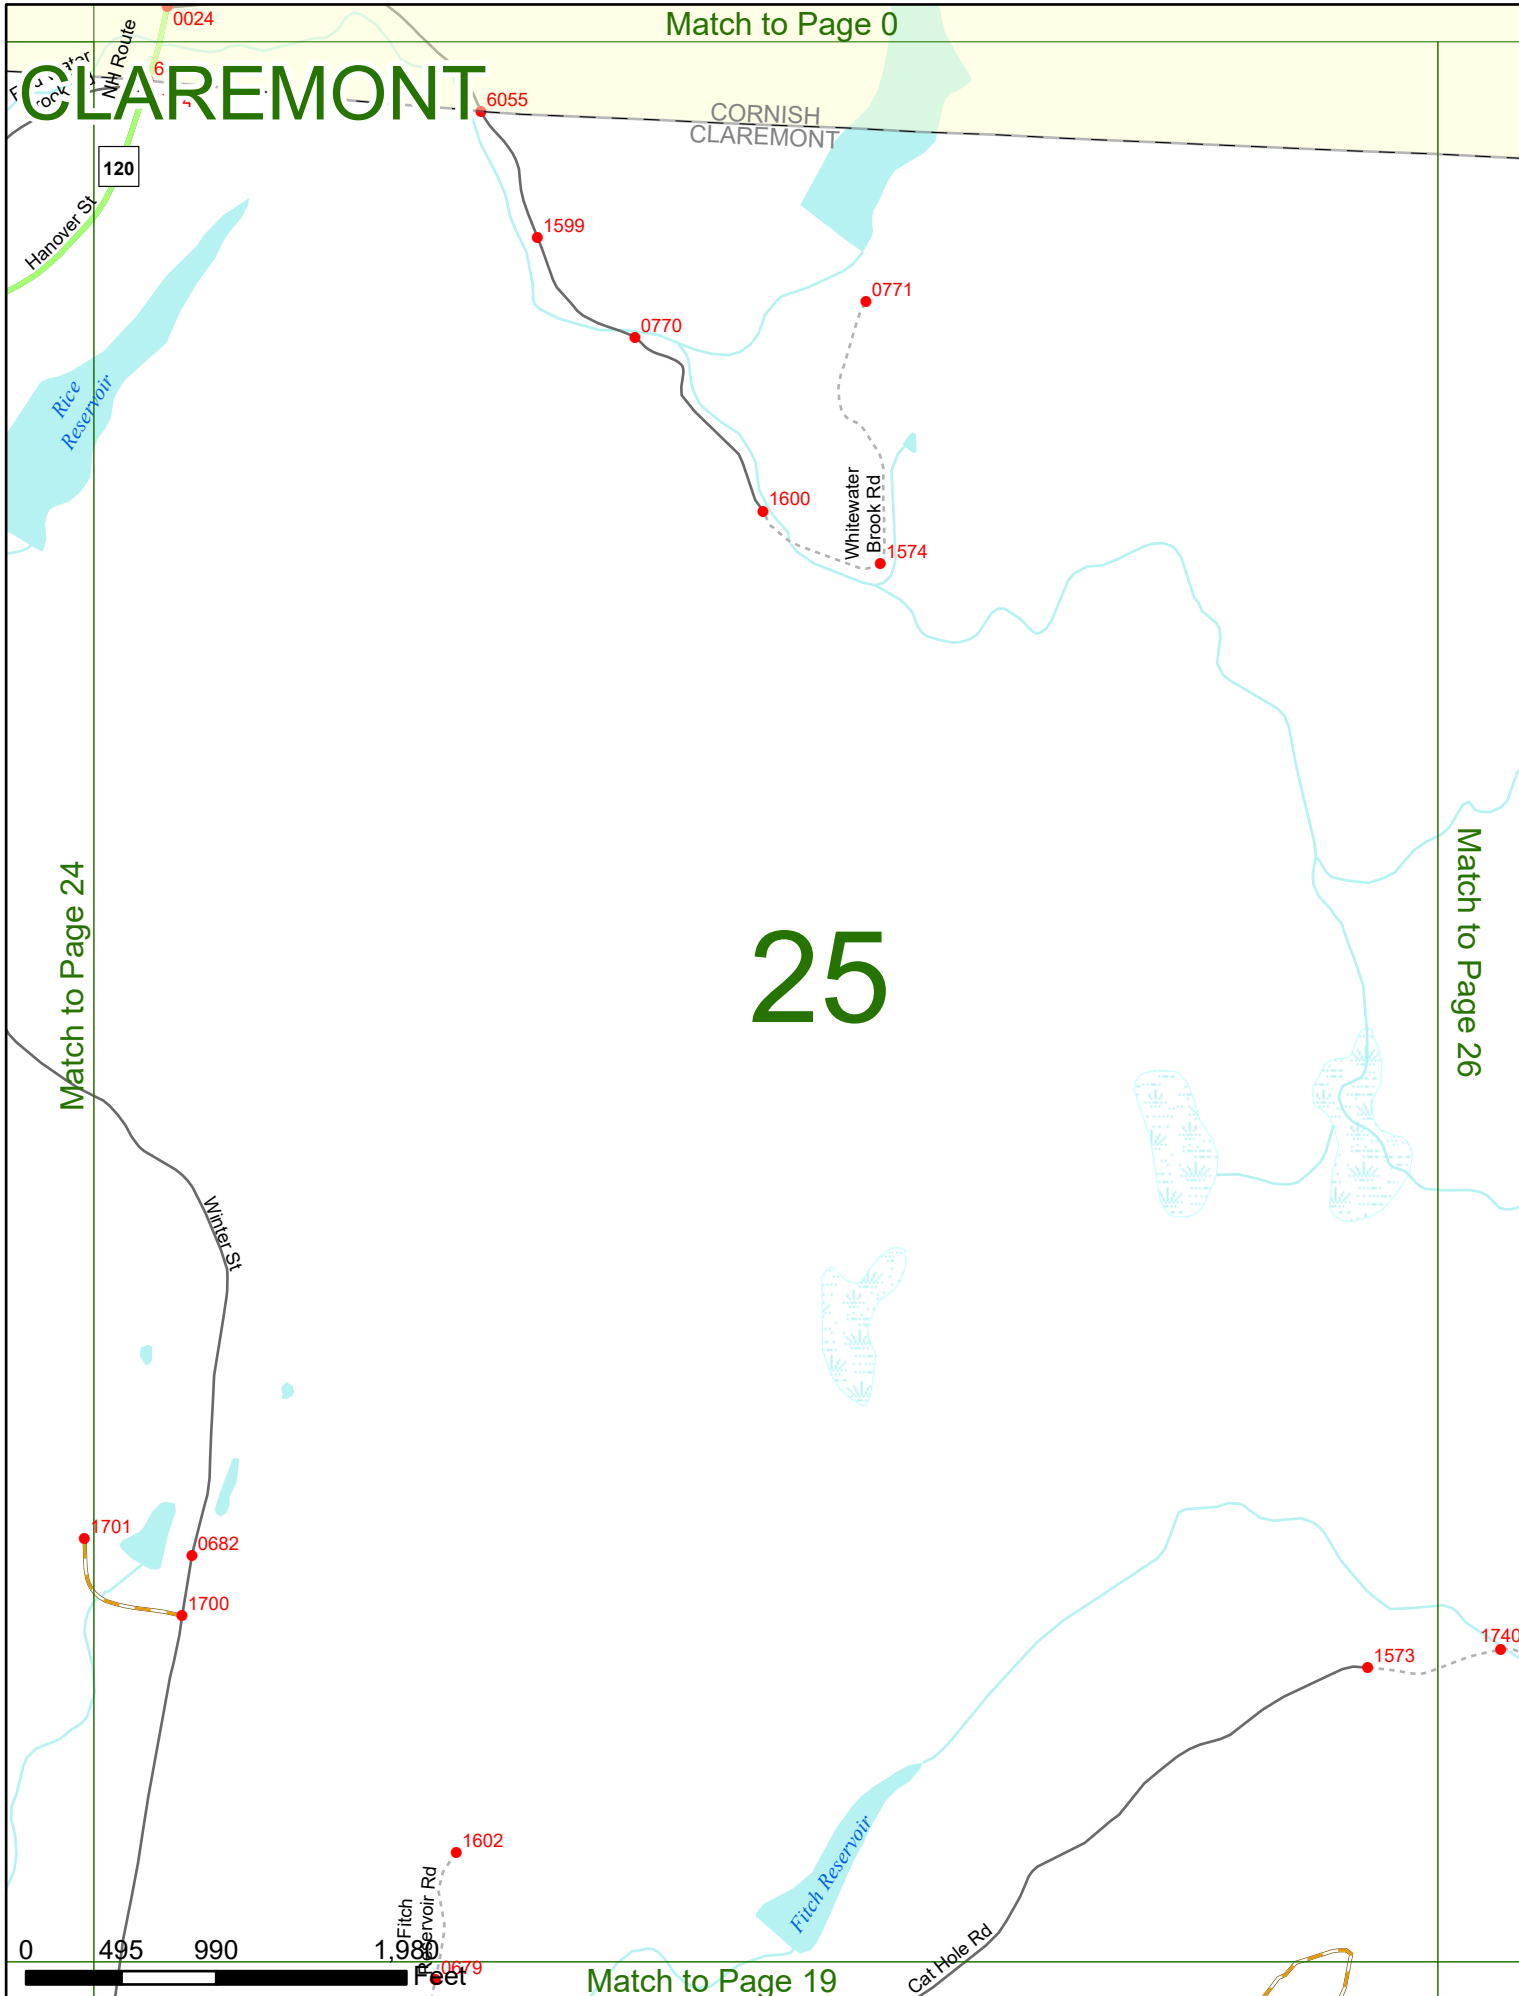 Match to Page 0
0024
NH Route
6
CLAREMONT
6055
CORNISH
CLAREMONT
120
Hanover St
1599
0771
0770
Rice
Reservoir
1600
Whitewater
Brook Rd
1574
Match to Page 24
25
Match to Page 26
Winter St
1701
0682
1700
1740
1573
1602
Fitch
Reservoir Rd
Fitch Reservoir
Cat Hole Rd
0 495 990 1,980
Feet
0679
Match to Page 19